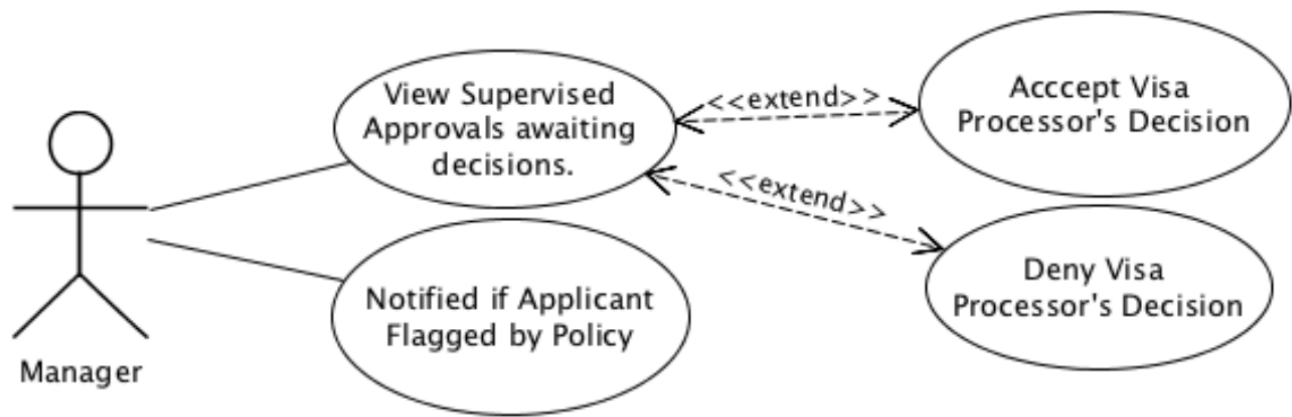 View Supervised
Approvals awaiting
decisions.
<<extend>>
Acccept Visa
Processor's Decision
<<extend>>
Deny Visa
Processor's Decision
Notified if Applicant
Flagged by Policy
Manager